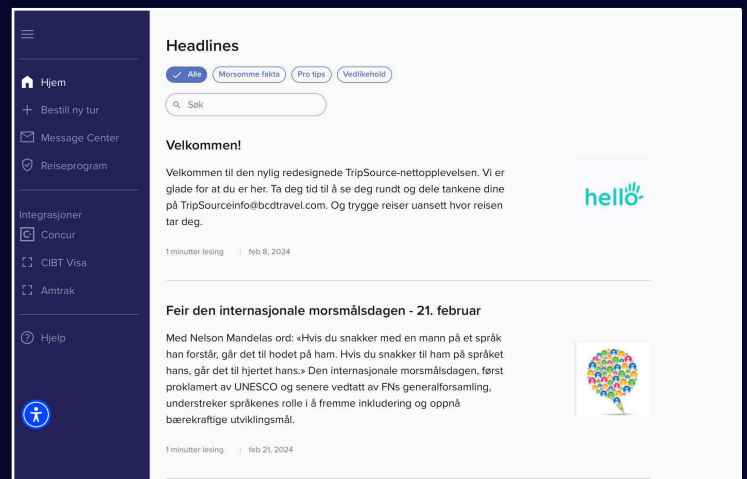 Hjem
Bestill ny tur
Message Center
Reiseprogram
Integrasjoner
Concur
CIBT Visa
Amtrak
Hjelp
Headlines
Alle
Morsomme fakta
Pro tips
Vedlikehold
Søk
Velkommen!
Velkommen til den nylig redesignede TripSource-nettopplevelsen. Vi er
glade for at du er her. Ta deg tid til å se deg rundt og dele tankene dine
på TripSourceinfo@bcdtravel.com. Og trygge reiser uansett hvor reisen
tar deg.
hello
1 minutter lesing | feb 8, 2024
Feir den internasjonale morsmålsdagen - 21. februar
Med Nelson Mandelas ord: «Hvis du snakker med en mann på et språk
han forstår, går det til hodet på ham. Hvis du snakker til ham på språket
hans, går det til hjertet hans.» Den internasjonale morsmålsdagen, først
proklamert av UNESCO og senere vedtatt av FNs generalforsamling,
understreker språkenes rolle i å fremme inkludering og oppnå
bærekraftige utviklingsmål.
1 minutter lesing | feb 21, 2024